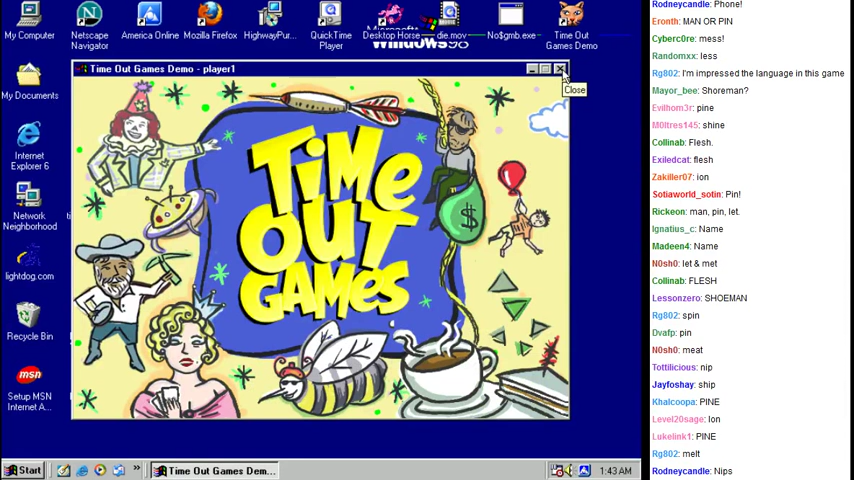 My Computer
Netscape
Navigator
America Online
Mozilla Firefox
HighwayPur...
QuickTime
Player
Desktop Horse
die.mov
No$gmb.exe
Time Out
Games Demo
Windows98
Time Out Games Demo - player1
Close
My Documents
Internet
Explorer 6
Network
Neighborhood
lightdog.com
Recycle Bin
msn
Setup MSN
Internet A...
TiMe
OUT
GAMes
$
Start
Time Out Games Dem...
1:43 AM
Rodneycandle: Phone!
Eronth: MAN OR PIN
Cyberc0re: mess!
Randomxx: less
Rg802: I'm impressed the language in this game
Mayor_bee: Shoreman?
Evilhom3r: pine
M0ltres145: shine
Collinab: Flesh.
Exiledcat: flesh
Zakiller07: ion
Sotiaworld_sotin: Pin!
Rickeon: man, pin, let.
Ignatius_c: Name
Madeen4: Name
N0sh0: let & met
Collinab: FLESH
Lessonzero: SHOEMAN
Rg802: spin
Dvafp: pin
N0sh0: meat
Tottilicious: nip
Jayfoshay: ship
Khalcoopa: PINE
Level20sage: Ion
Lukelink1: PINE
Rg802: melt
Rodneycandle: Nips